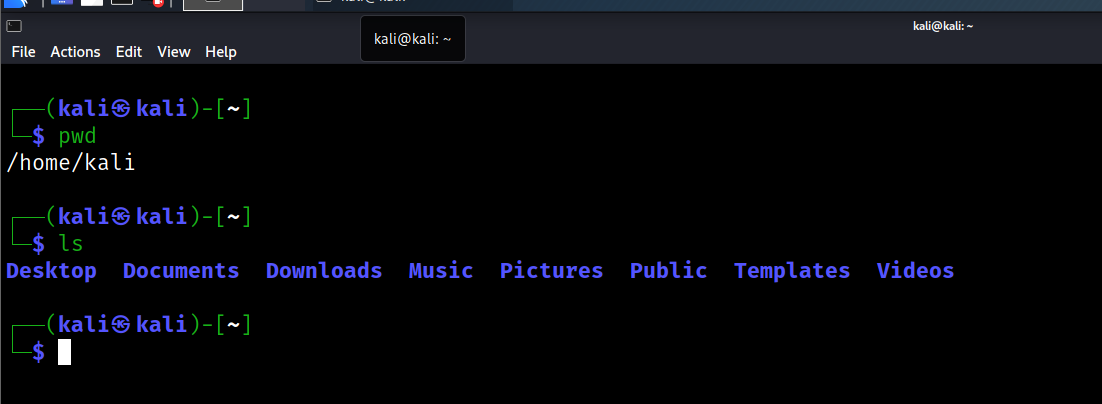 kali@kali: ~
File Actions Edit View Help
kali@kali: ~
┌──(kali㉿kali)-[~]
└─$ pwd
/home/kali
┌──(kali㉿kali)-[~]
└─$ ls
Desktop Documents Downloads Music Pictures Public Templates Videos
┌──(kali㉿kali)-[~]
└─$